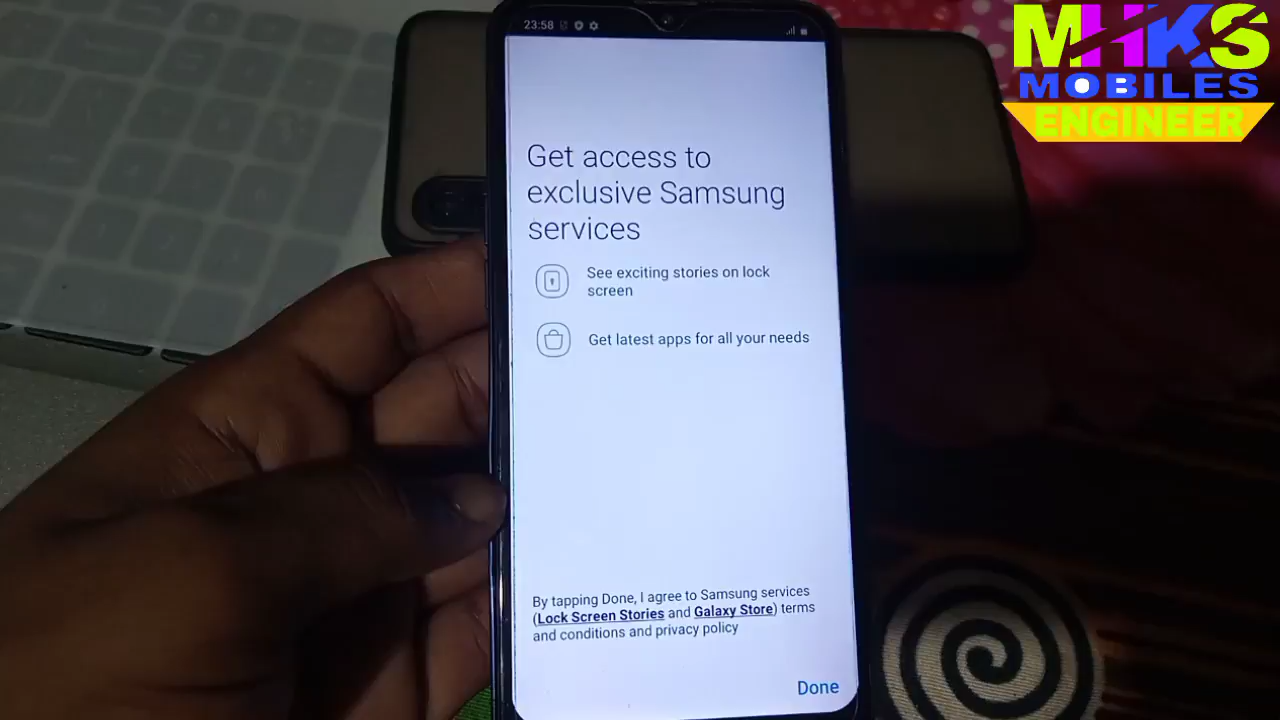 23:58
MHKS
MOBILES
ENGINEER
Get access to
exclusive Samsung
services
See exciting stories on lock
screen
Get latest apps for all your needs
By tapping Done, I agree to Samsung services
(Lock Screen Stories and Galaxy Store) terms
and conditions and privacy policy
Done